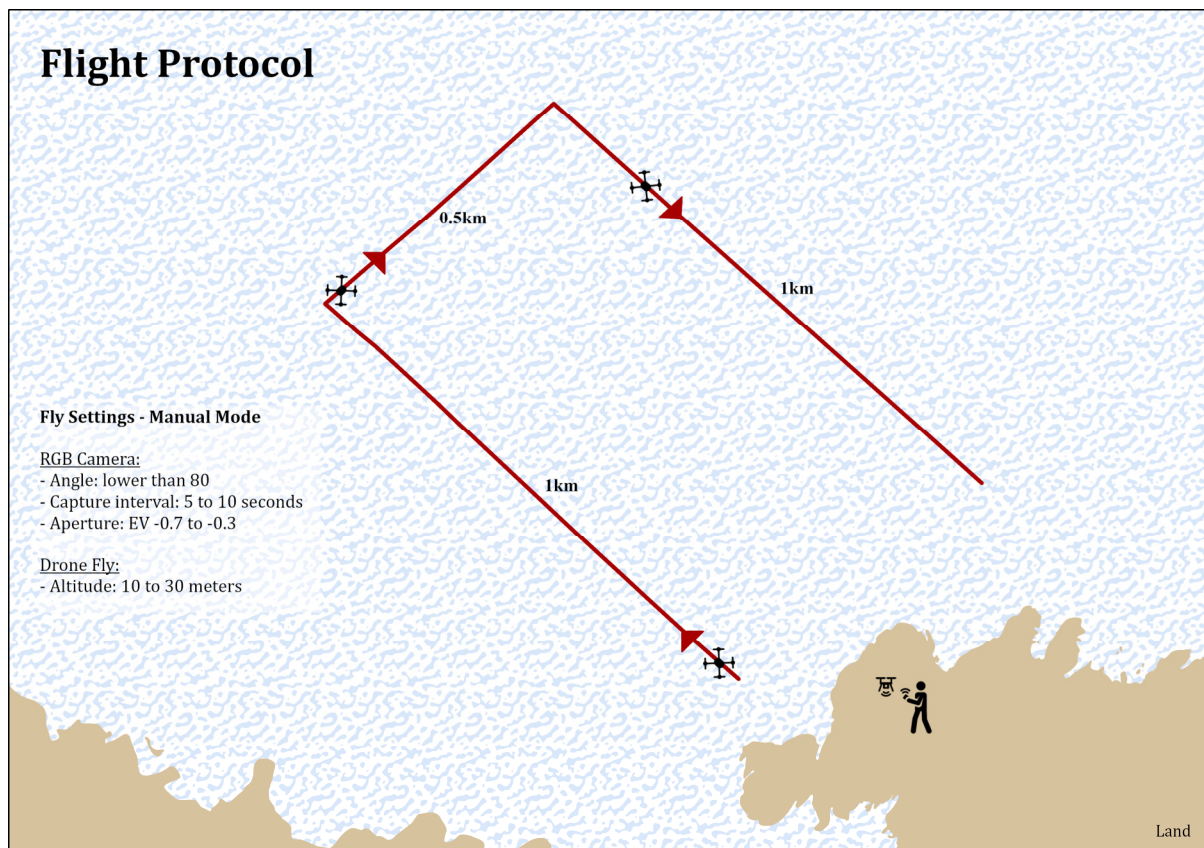 Flight Protocol
0.5km
1km
Fly Settings - Manual Mode
RGB Camera:
- Angle: lower than 80
- Capture interval: 5 to 10 seconds
- Aperture: EV -0.7 to -0.3
1km
Drone Fly:
- Altitude: 10 to 30 meters
Land